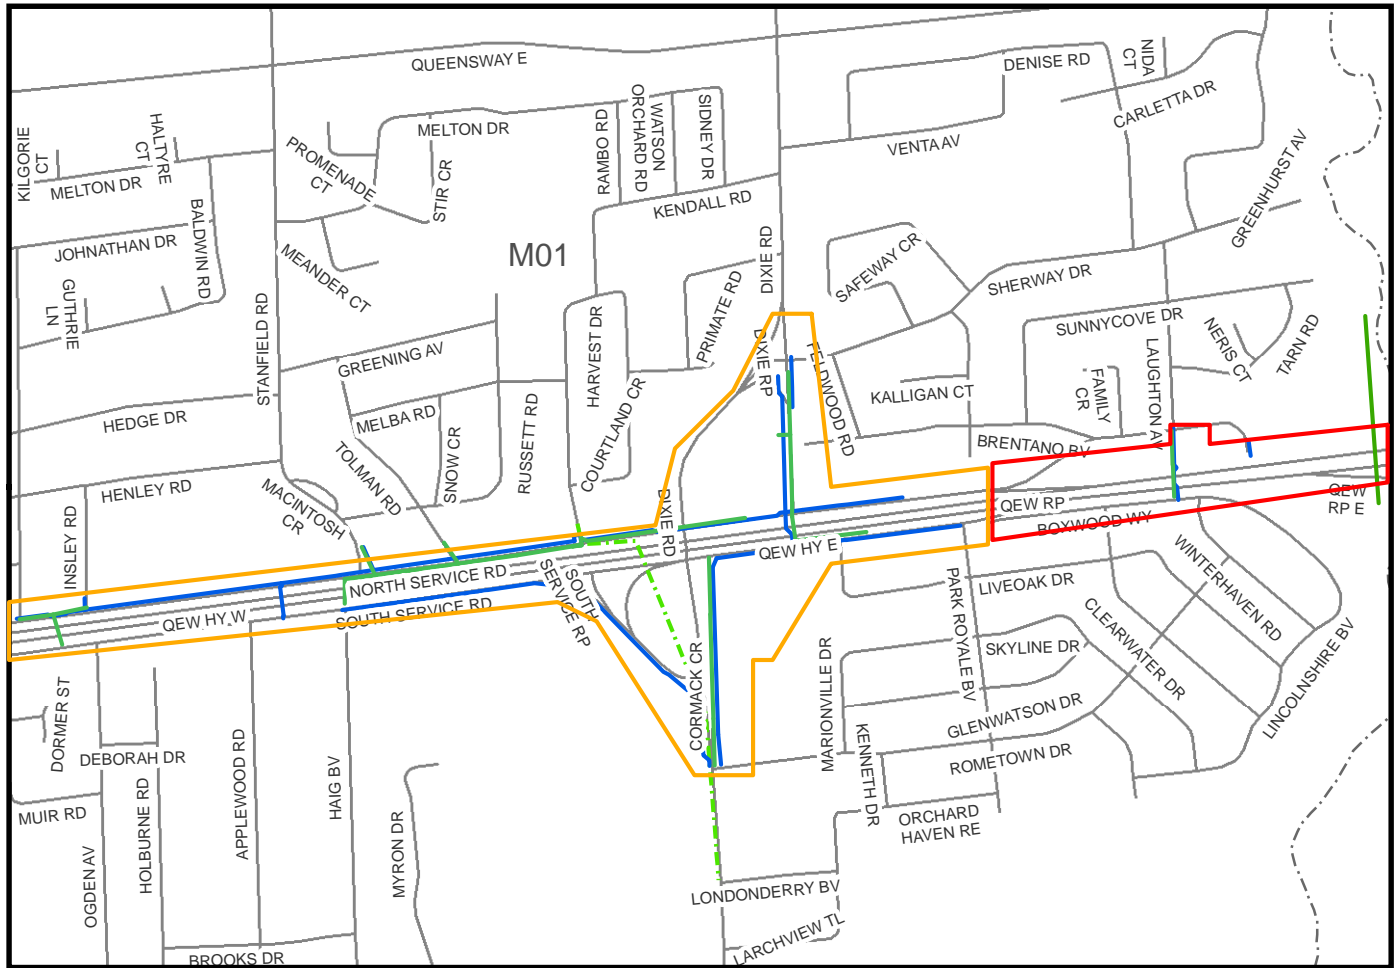 QUEENSWAY E
DENISE RD
NIDA
CT
CARLETTA DR
MELTON DR
RAMBO RD
ORCHARD RD
WATSON
SIDNEY DR
VENTA AV
KILGORIE
CT
HALTYRE
CT
MELTON DR
PROMENADE
CT
STIR CR
KENDALL RD
GREENHURST AV
BALDWIN RD
JOHNATHAN DR
MEANDER CT
M01
DIXIE RD
SAFEWAY CR
SHERWAY DR
GUTHRIE
LN
STANFIELD RD
PRIMATE RD
SUNNYCOVE DR
NERIS CT
TARN RD
GREENING AV
HARVEST DR
DIXIE RP
FELDWOOD RD
LAUGHTON AV
HEDGE DR
MELBA RD
COURTLAND CR
KALLIGAN CT
FAMILY
CR
TOLMAN RD
SNOW CR
RUSSETT RD
BRENTANO BV
HENLEY RD
MACINTOSH
CR
DIXIE RD
QEW RP
QEW
RP E
BOXWOOD WY
INSLEY RD
NORTH SERVICE RD
QEW HY E
SOUTH
SERVICE RP
PARK ROYALE BV
LIVEOAK DR
WINTERHAVEN RD
QEW HY W
SOUTH SERVICE RD
CLEARWATER DR
LINCOLNSHIRE BV
SKYLINE DR
CORMACK CR
MARIONVILLE DR
DORMER ST
DEBORAH DR
GLENWATSON DR
ROMETOWN DR
KENNETH DR
MUIR RD
HOLBURNE RD
APPLEWOOD RD
HAIG BV
MYRON DR
ORCHARD
HAVEN RE
OGDEN AV
LONDONDERRY BV
LARCHVIEW TL
BROOKS DR